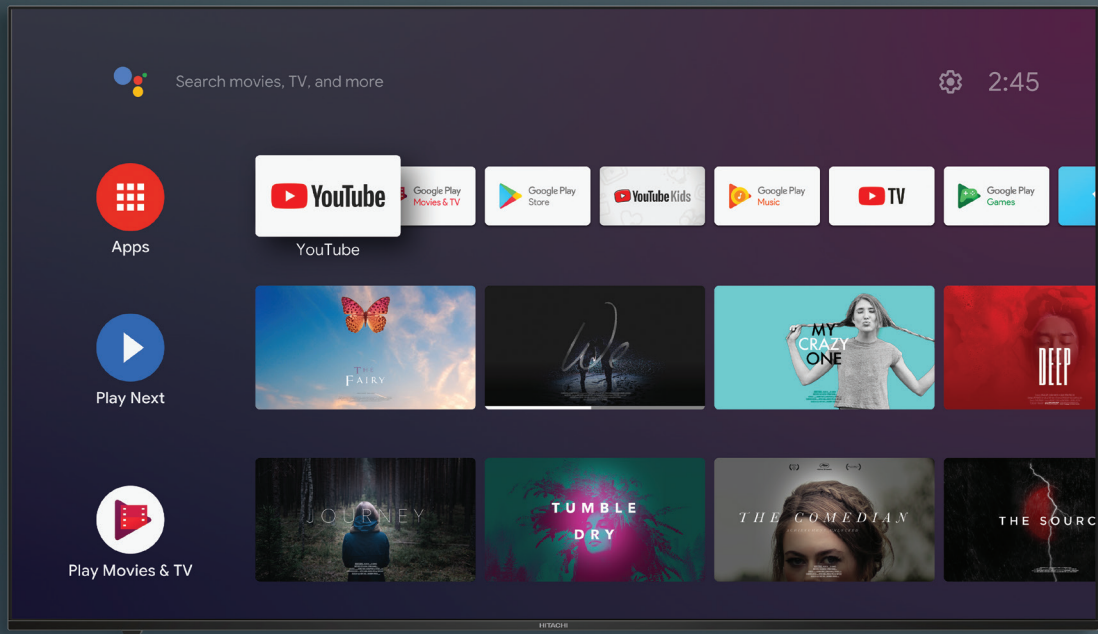 Search movies, TV, and more
2:45
YouTube
Google Play
Movies & TV
Google Play
Store
YouTube Kids
Google Play
Music
TV
Google Play
Games
Apps
YouTube
THE
FAIRY
We
MY
CRAZY
ONE
DEEP
Play Next
JOURNEY
TUMBLE
DRY
THE COMEDIAN
THE SOURC
Play Movies & TV
HITACHI